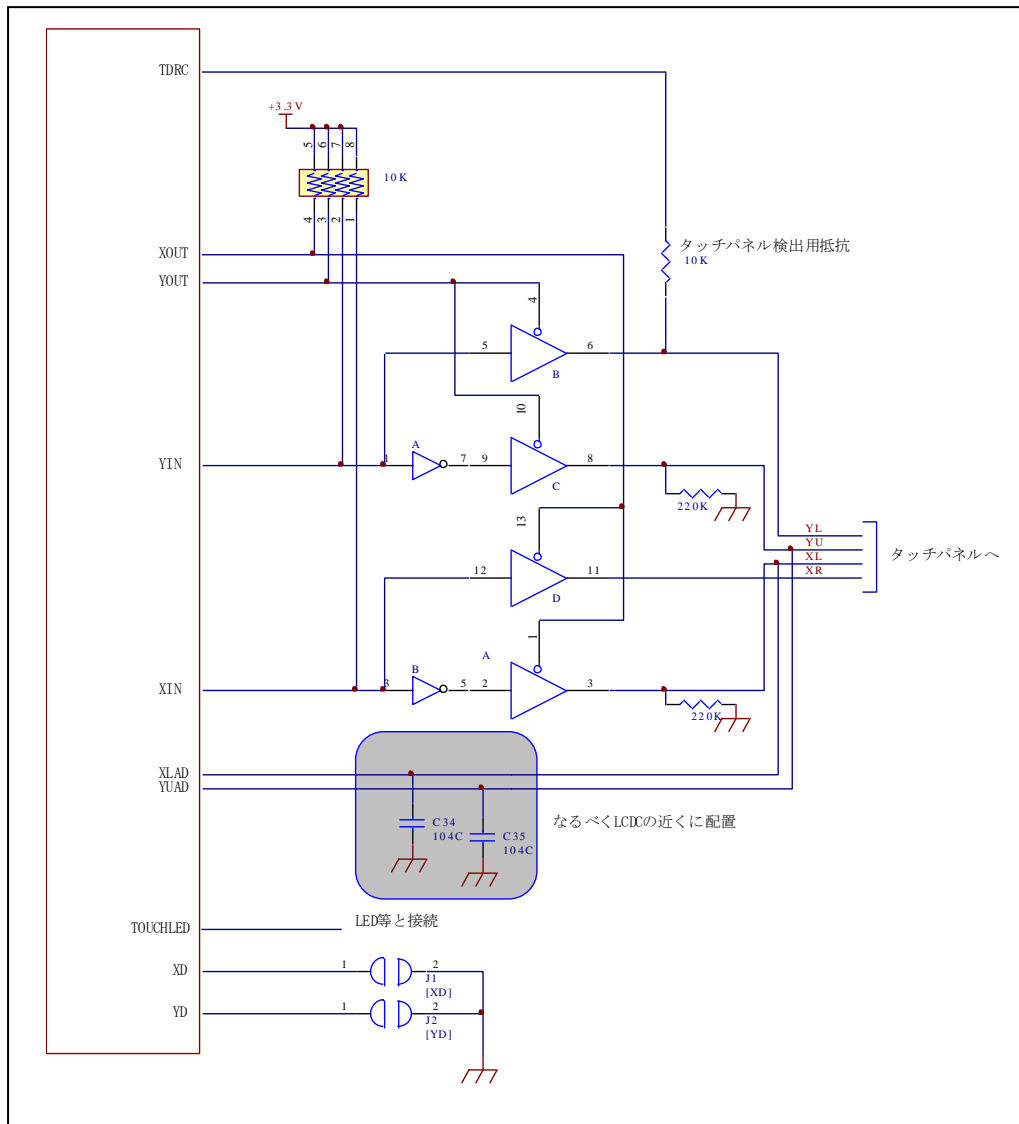 TDRC
+3.3V
5
6
7
8
10K
4
3
2
1
XOUT
YOUT
タッチパネル検出用抵抗
10K
4
5
6
B
10
YIN
1
A
7
9
8
C
220K
13
YL
YU
XL
XR
タッチパネルへ
12
11
D
1
A
XIN
3
B
5
2
3
220K
XLAD
YUAD
C34
104C
C35
104C
なるべくLCDCの近くに配置
TOUCHLED
LED等と接続
XD
1
2
J1
[XD]
YD
1
2
J2
[YD]